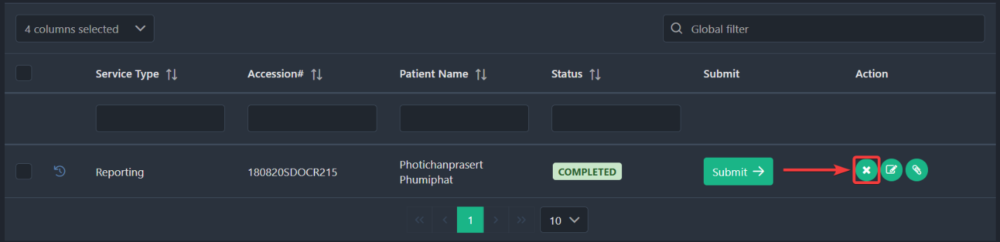 4 columns selected
Global filter
Service Type
Accession#
Patient Name
Status
Submit
Action
Reporting
180820SDOCR215
Photichanprasert
Phumiphat
COMPLETED
Submit
1
10